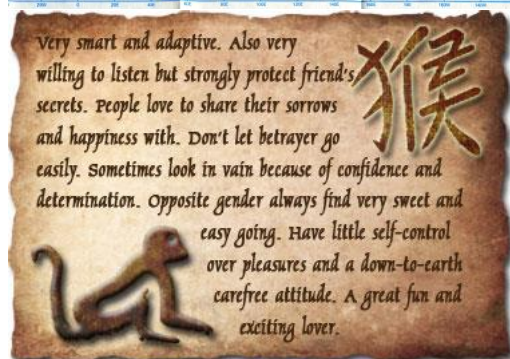 Very smart and adaptive. Also very
willing to listen but strongly protect friend's
secrets. People love to share their sorrows
and happiness with. Don't let betrayer go
easily. Sometimes look in vain because of confidence and
determination. Opposite gender always find very sweet and
easy going. Have little self-control
over pleasures and a down-to-earth
carefree attitude. A great fun and
exciting lover.
猴